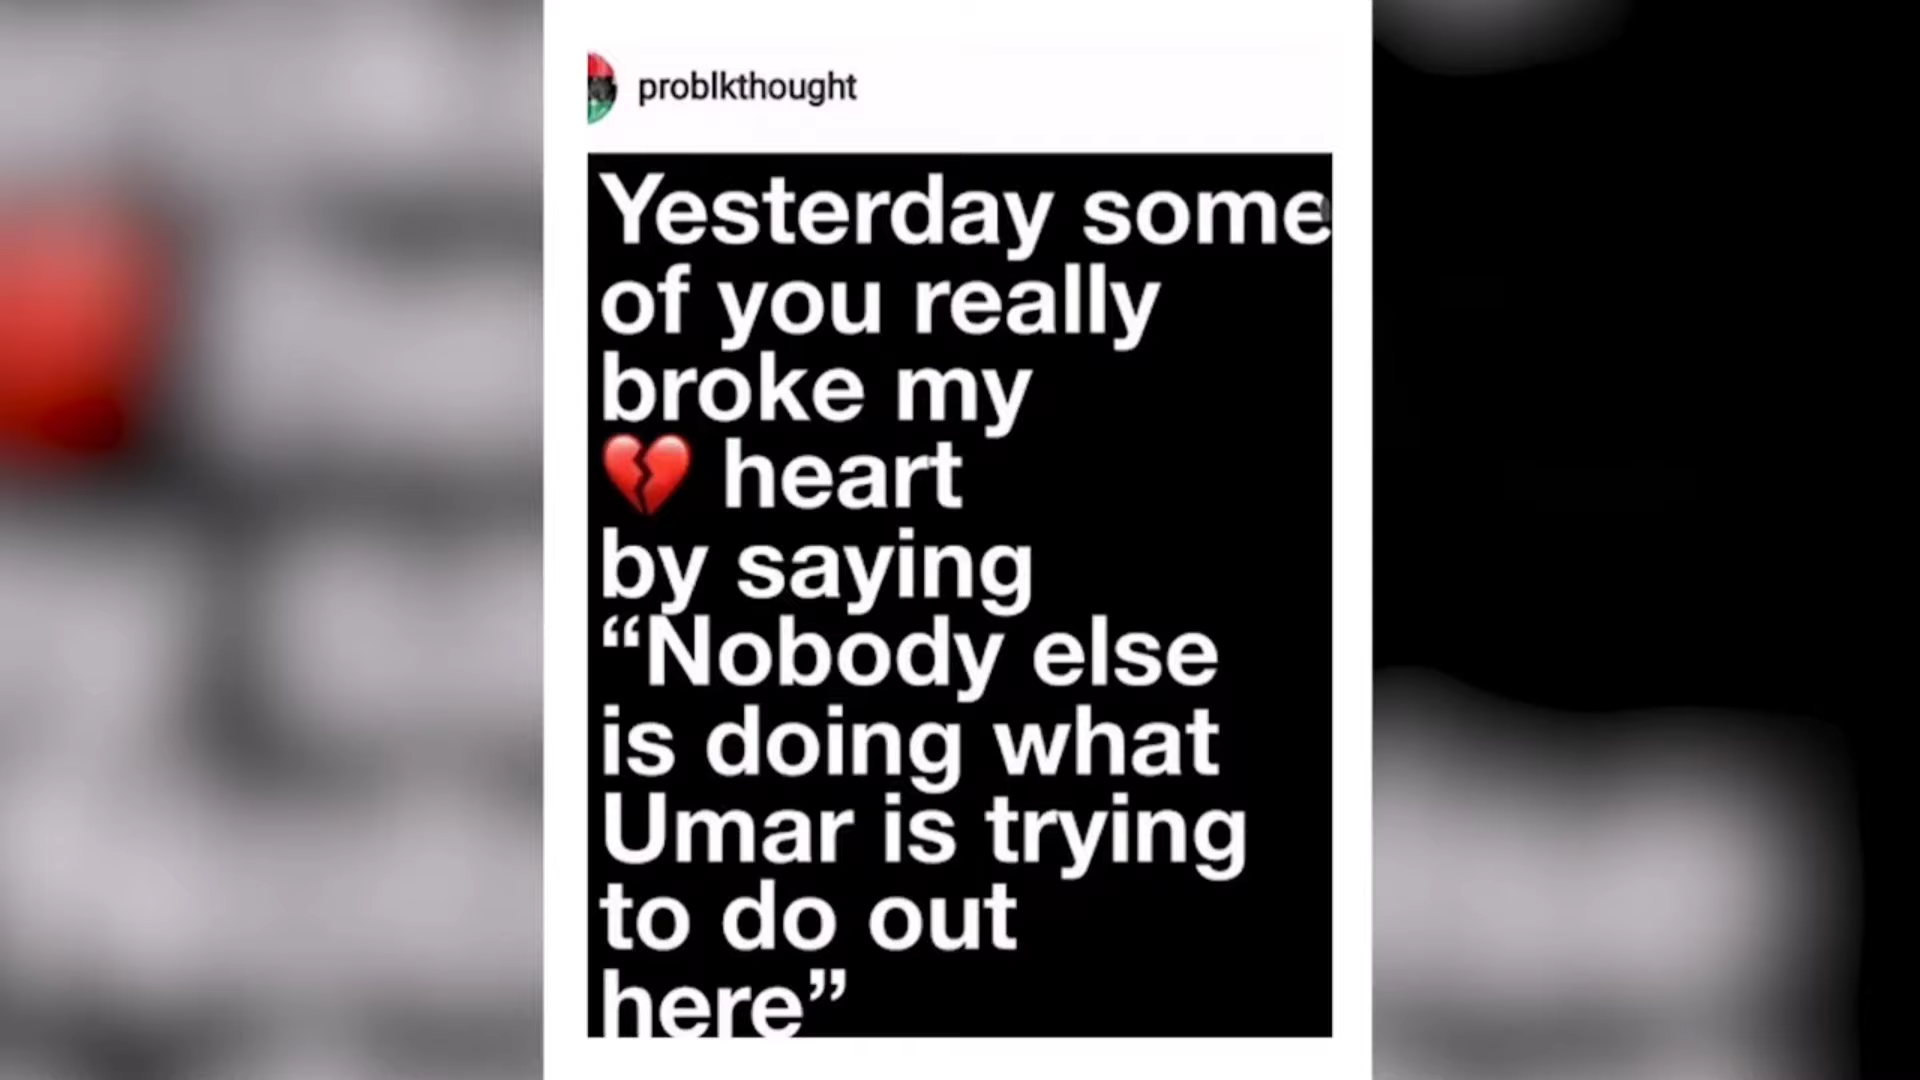 problkthought
Yesterday some
of you really
broke my
💔 heart
by saying
“Nobody else
is doing what
Umar is trying
to do out
here”